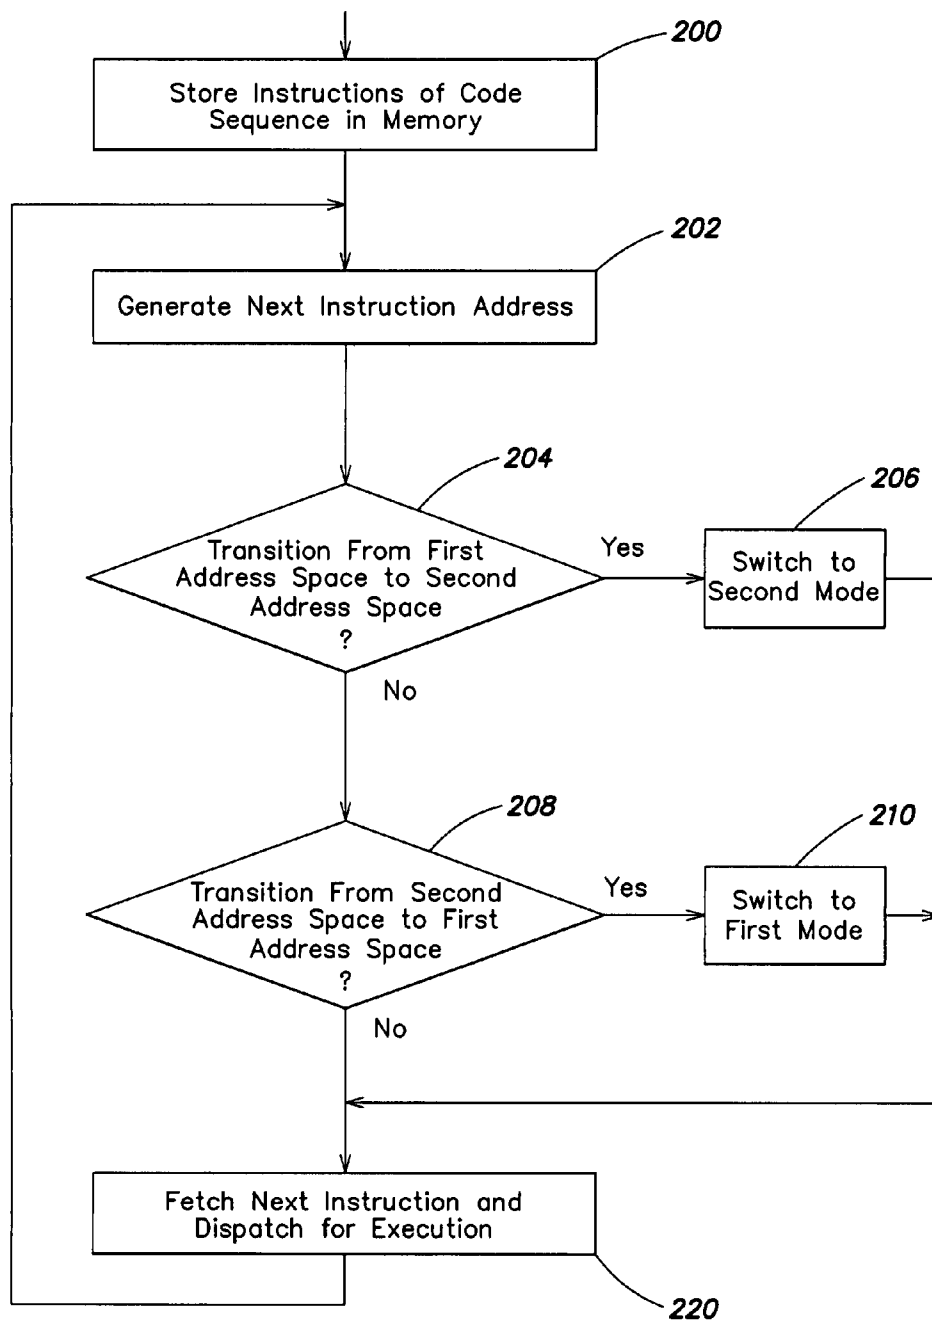 200
Store Instructions of Code
Sequence in Memory
202
Generate Next Instruction Address
204
Transition From First
Address Space to Second
Address Space
?
Yes
206
Switch to
Second Mode
No
208
Transition From Second
Address Space to First
Address Space
?
Yes
210
Switch to
First Mode
No
Fetch Next Instruction and
Dispatch for Execution
220